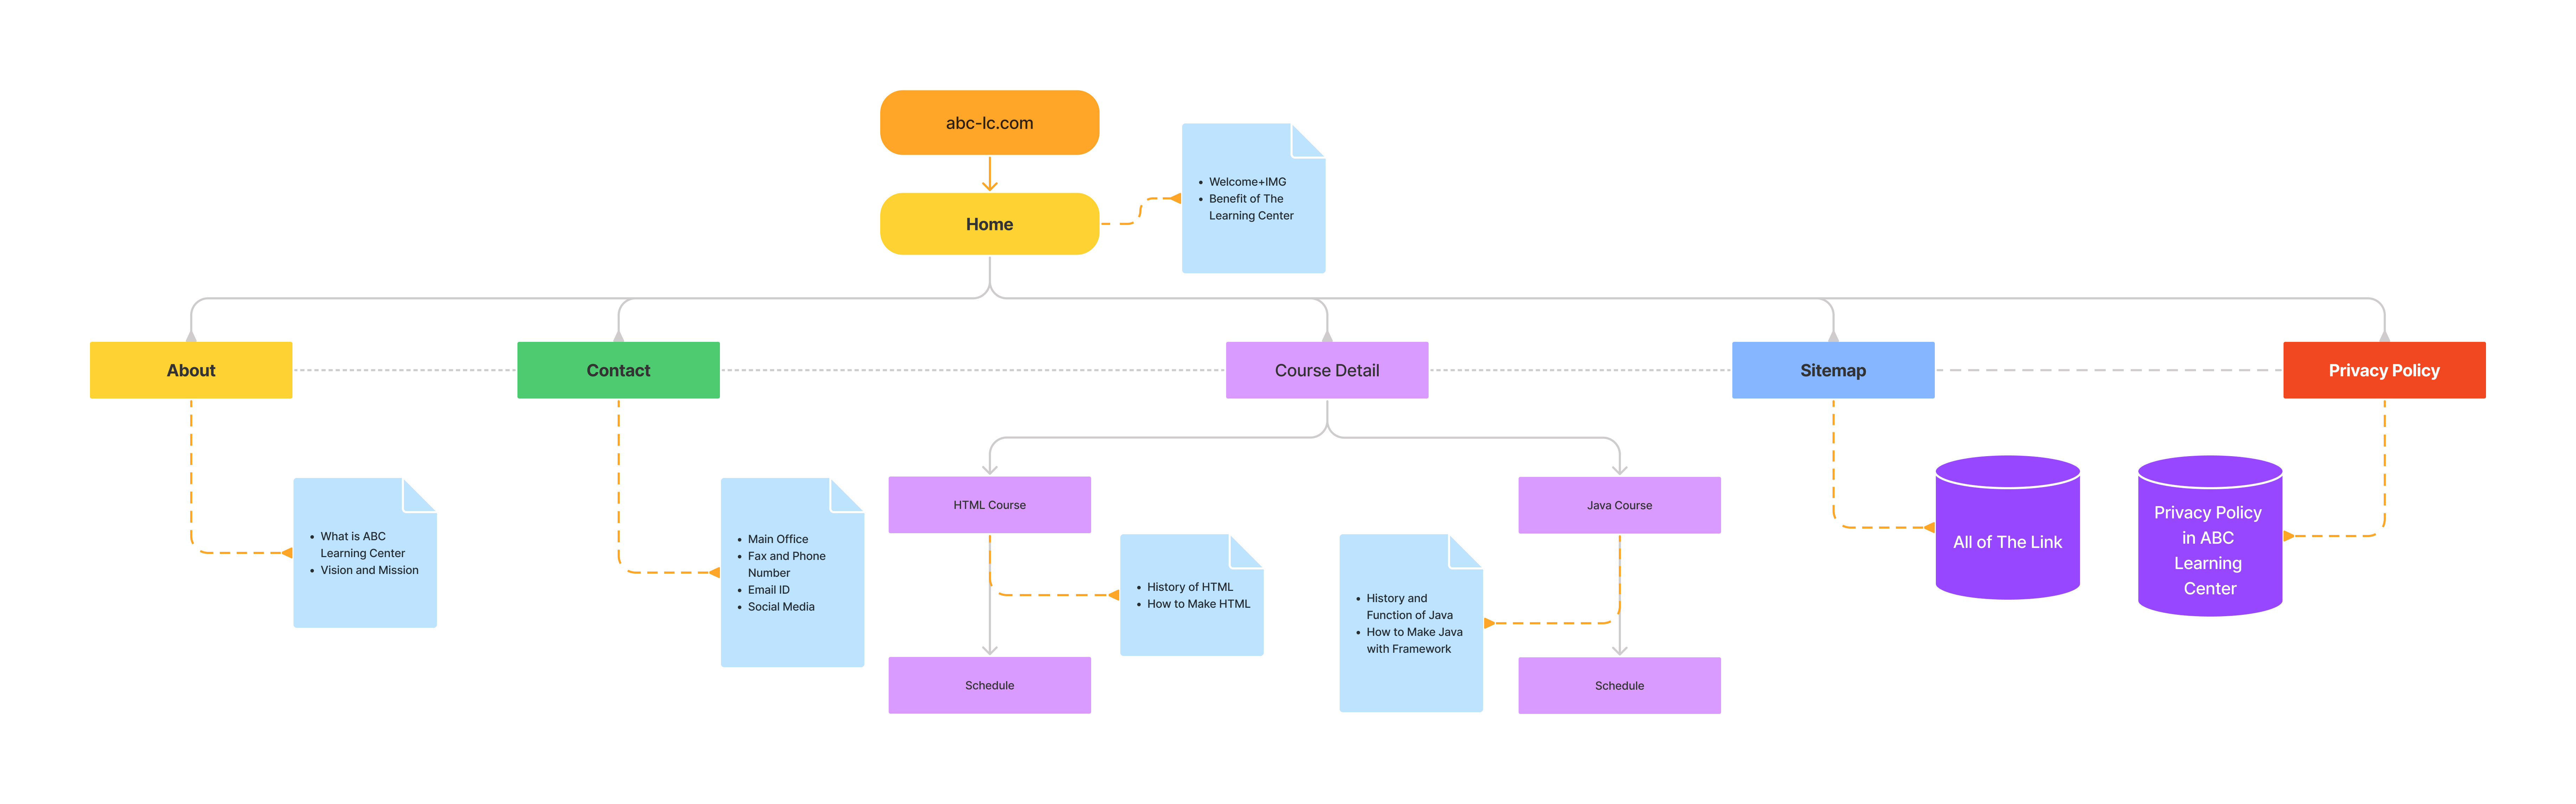 abc-lc.com
• Welcome+IMG
• Benefit of The
Learning Center
Home
About
Contact
Course Detail
Sitemap
Privacy Policy
• What is ABC
Learning Center
• Vision and Mission
• Main Office
• Fax and Phone
Number
• Email ID
• Social Media
HTML Course
• History of HTML
• How to Make HTML
Schedule
Java Course
• History and
Function of Java
• How to Make Java
with Framework
Schedule
All of The Link
Privacy Policy
in ABC
Learning
Center